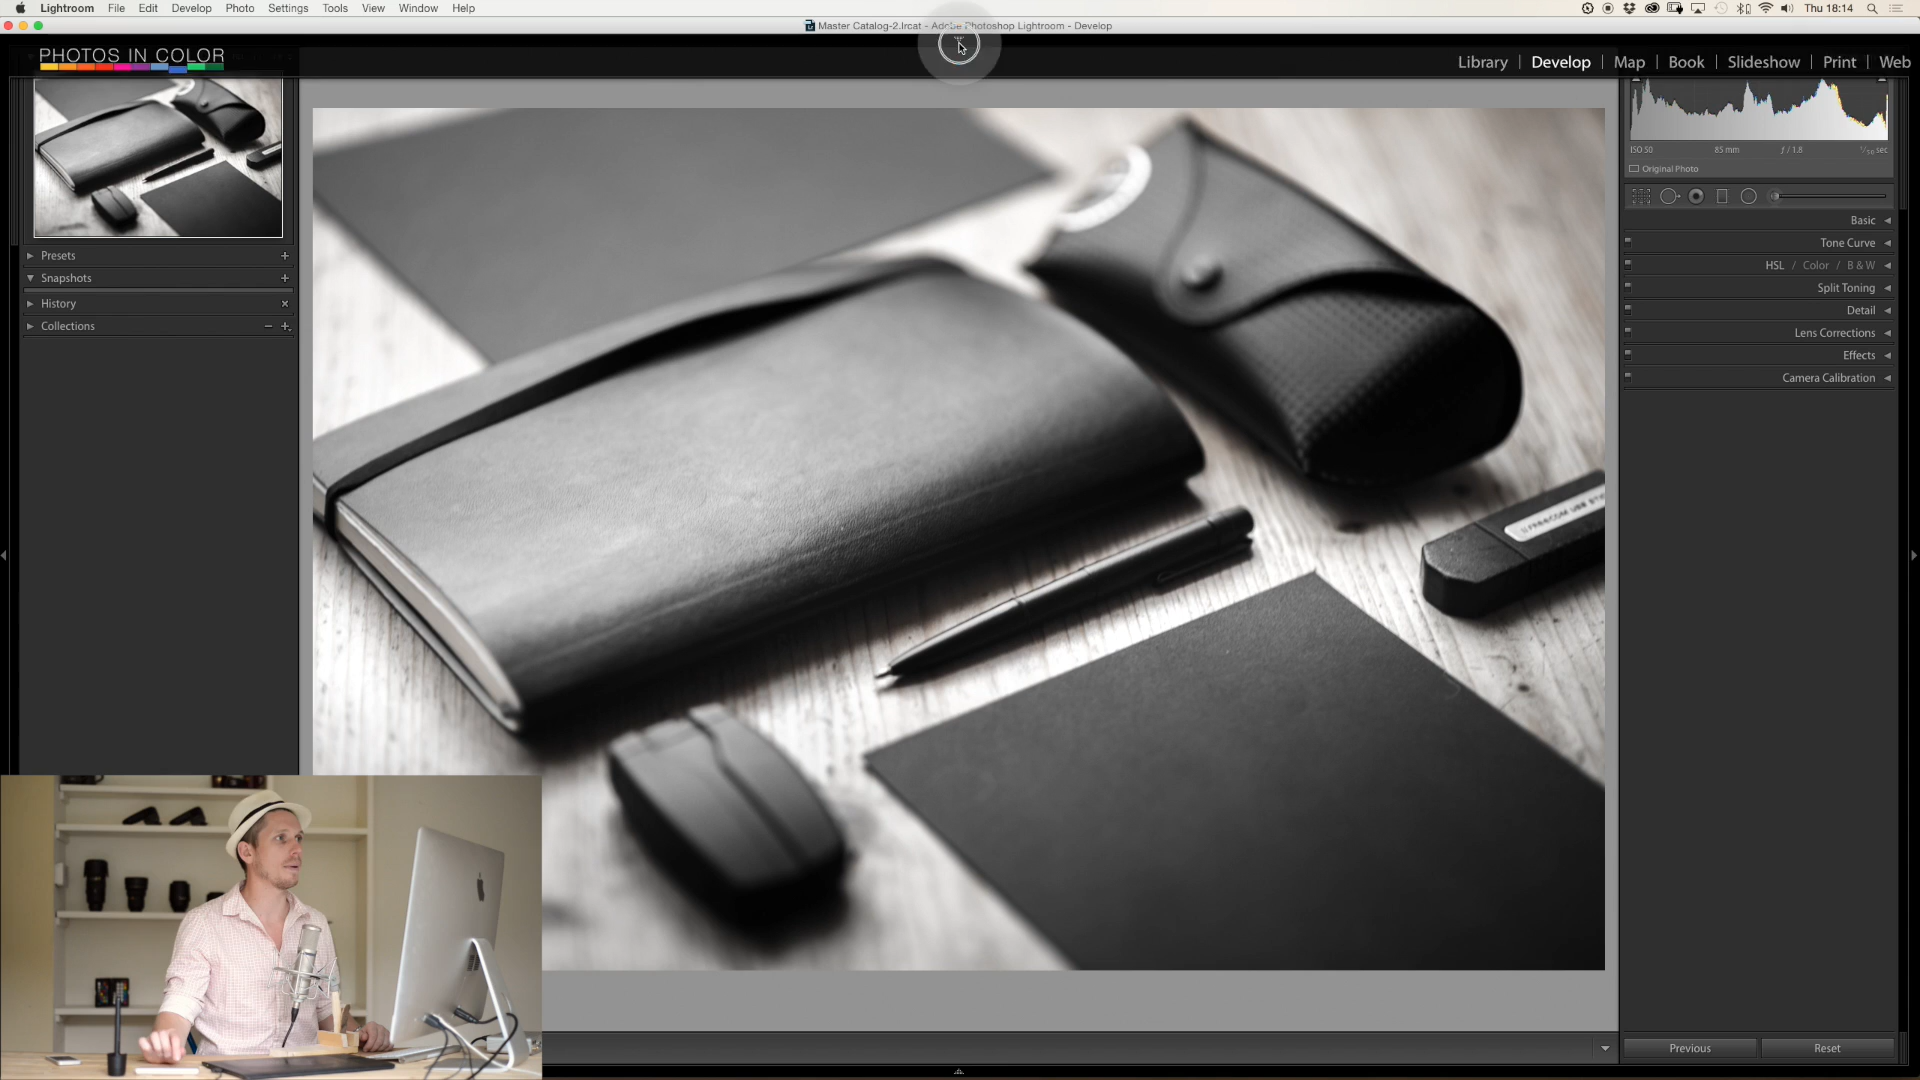 Lightroom File Edit Develop Photo Settings Tools View Window Help Thu 18:14
Master Catalog-2.lrcat - Adobe Photoshop Lightroom - Develop
PHOTOS IN COLOR
Library | Develop | Map | Book | Slideshow | Print | Web
ISO 50 85 mm ƒ / 1.8 sec
Original Photo
Presets
Snapshots
History
Collections
Basic
Tone Curve
HSL / Color / B & W
Split Toning
Detail
Lens Corrections
Effects
Camera Calibration
USB
Previous Reset